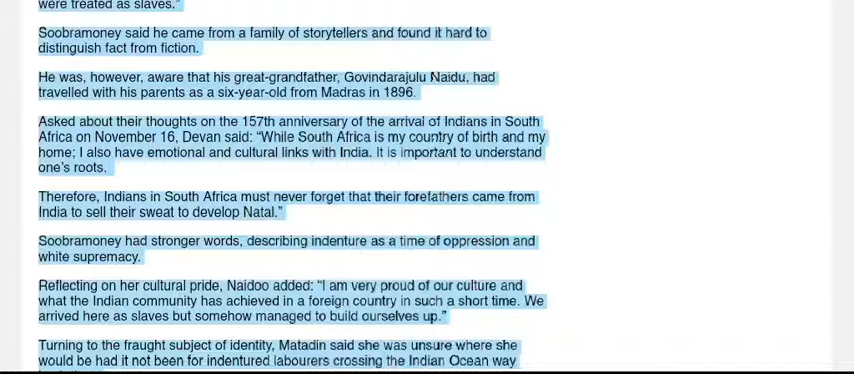 were treated as slaves."
Soobramoney said he came from a family of storytellers and found it hard to
distinguish fact from fiction.
He was, however, aware that his great-grandfather, Govindarajulu Naidu, had
travelled with his parents as a six-year-old from Madras in 1896.
Asked about their thoughts on the 157th anniversary of the arrival of Indians in South
Africa on November 16, Devan said: “While South Africa is my country of birth and my
home; I also have emotional and cultural links with India. It is important to understand
one’s roots.
Therefore, Indians in South Africa must never forget that their forefathers came from
India to sell their sweat to develop Natal.”
Soobramoney had stronger words, describing indenture as a time of oppression and
white supremacy.
Reflecting on her cultural pride, Naidoo added: “I am very proud of our culture and
what the Indian community has achieved in a foreign country in such a short time. We
arrived here as slaves but somehow managed to build ourselves up.”
Turning to the fraught subject of identity, Matadin said she was unsure where she
would be had it not been for indentured labourers crossing the Indian Ocean way